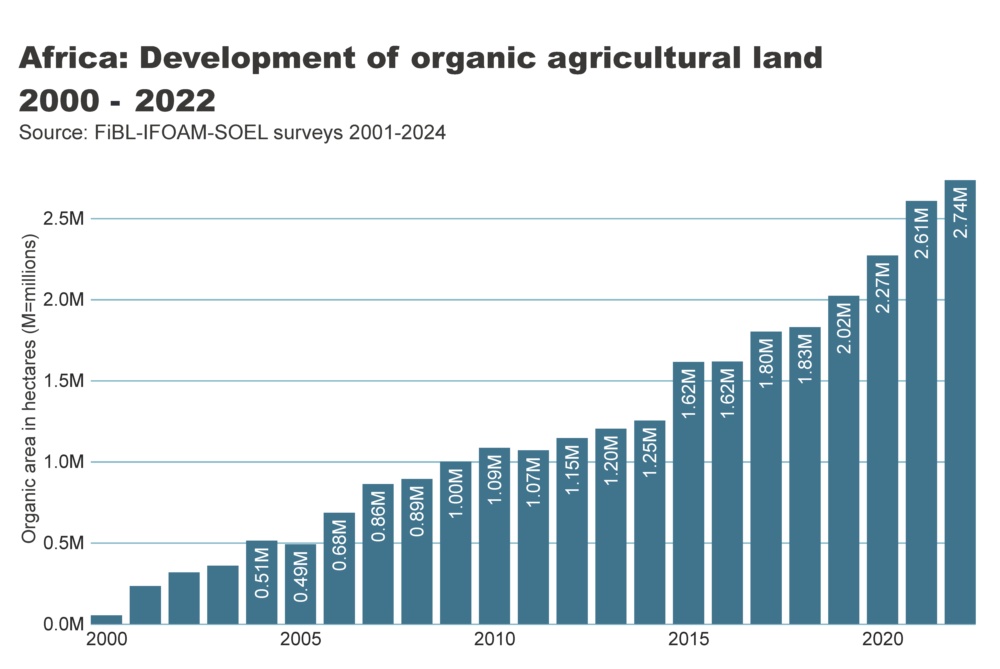 Africa: Development of organic agricultural land
2000 - 2022
Source: FiBL-IFOAM-SOEL surveys 2001-2024
Organic area in hectares (M=millions)
2.5M
2.0M
1.5M
1.0M
0.5M
0.0M
0.51M
0.49M
0.68M
0.86M
0.89M
1.00M
1.09M
1.07M
1.15M
1.20M
1.25M
1.62M
1.62M
1.80M
1.83M
2.02M
2.27M
2.61M
2.74M
2000
2005
2010
2015
2020